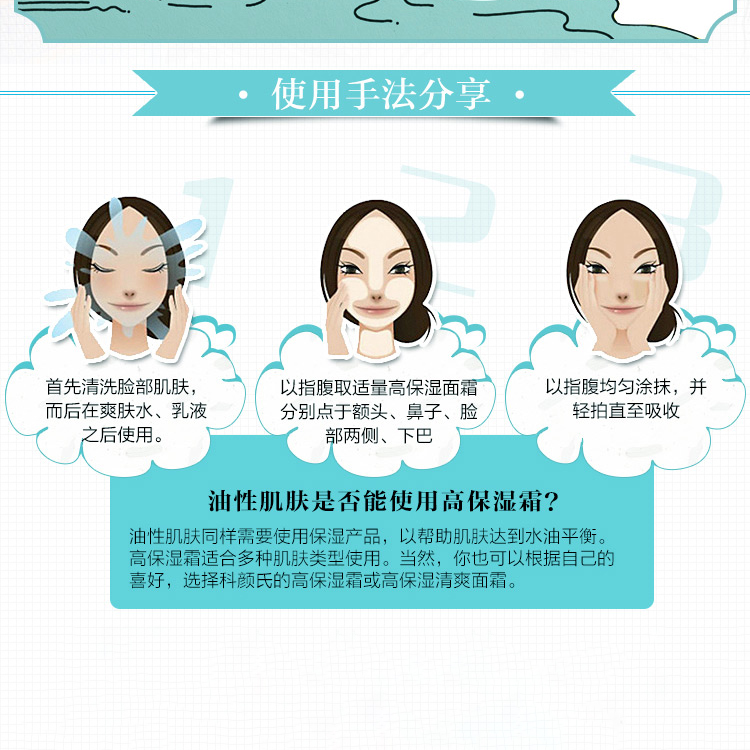 · 使用手法分享 ·
1
2
3
首先清洗脸部肌肤，
而后在爽肤水、乳液
之后使用。
以指腹取适量高保湿面霜
分别点于额头、鼻子、脸
部两侧、下巴
以指腹均匀涂抹，并
轻拍直至吸收
油性肌肤是否能使用高保湿霜？
油性肌肤同样需要使用保湿产品，以帮助肌肤达到水油平衡。
高保湿霜适合多种肌肤类型使用。当然，你也可以根据自己的
喜好，选择科颜氏的高保湿霜或高保湿清爽面霜。